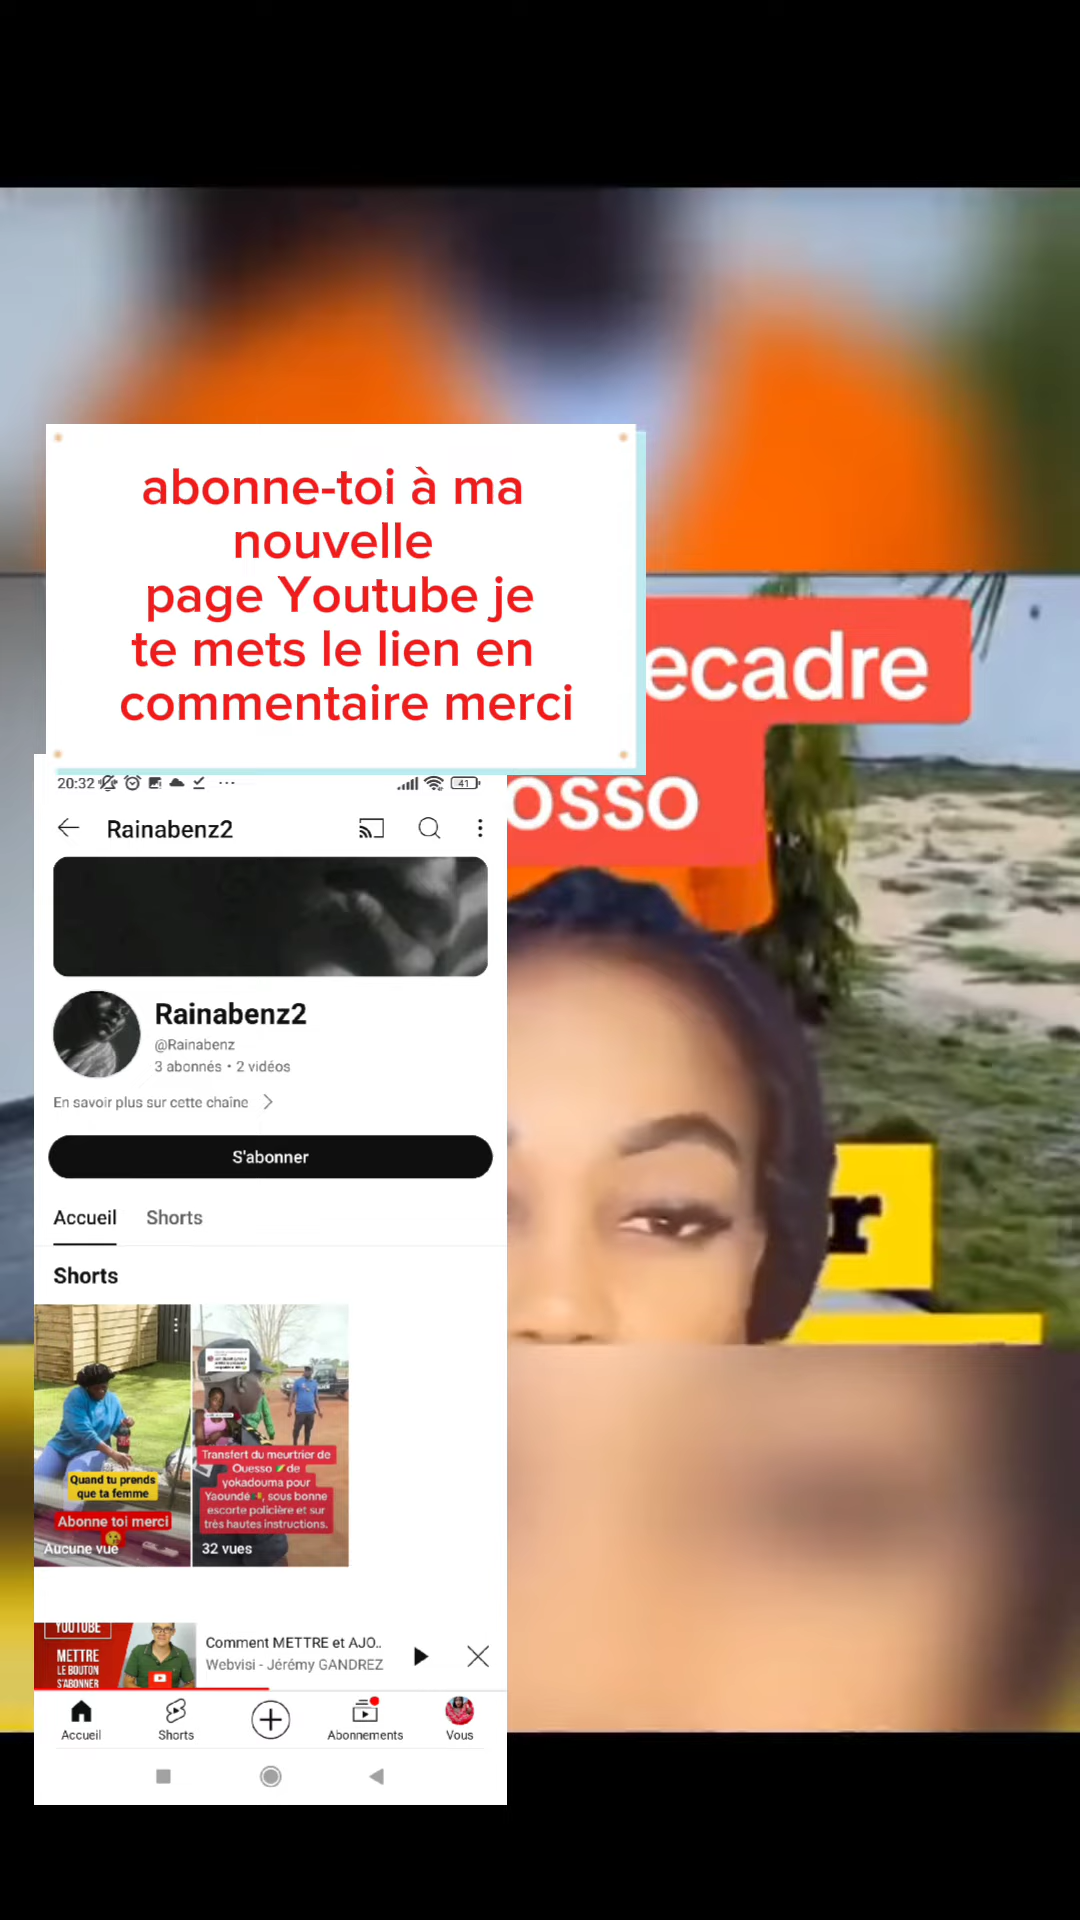 abonne-toi à ma
nouvelle
page Youtube je
te mets le lien en
commentaire merci
ecadre
osso
r
20:32
41
Rainabenz2
Rainabenz2
@Rainabenz
3 abonnés • 2 vidéos
En savoir plus sur cette chaîne
S'abonner
Accueil
Shorts
Shorts
Quand tu prends
que ta femme
Abonne toi merci
Aucune vue
Transfert du meurtrier de
Ouesso de
yokadouma pour
Yaoundé, sous bonne
escorte policière et sur
très hautes instructions.
32 vues
YOUTUBE
METTRE
LE BOUTON
S'ABONNER
Comment METTRE et AJO..
Webvisi - Jérémy GANDREZ
Accueil
Shorts
Abonnements
Vous